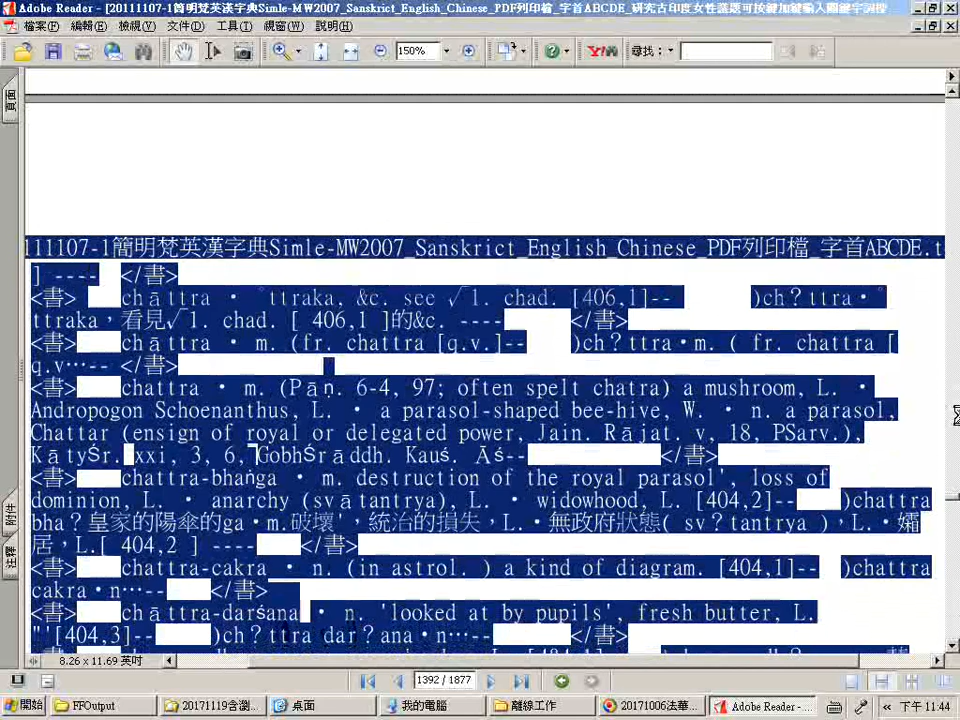 Adobe Reader - [20111107-1簡明梵英漢字典Simle-MW2007_Sanskrict_English_Chinese_PDF列印檔_字首ABCDE_研究古印度女性議題可按鍵加鍵輸入關鍵字詞搜
檔案(F) 編輯(E) 檢視(V) 文件(D) 工具(T) 視窗(W) 說明(H)
150% 尋找：
頁面
111107-1簡明梵英漢字典Simle-MW2007_Sanskrict_English_Chinese_PDF列印檔_字首ABCDE.t
] ---- </書>
<書> chāttra • ˚ttraka, &c. see √1. chad. [406,1]-- )ch？ttra•˚
ttraka，看見√1. chad. [ 406,1 ]的&c. ---- </書>
<書> chāttra • m. (fr. chattra [q.v.]-- )ch？ttra•m. ( fr. chattra [
q.v…-- </書>
<書> chattra • m. (Pāṇ. 6-4, 97; often spelt chatra) a mushroom, L. •
Andropogon Schoenanthus, L. • a parasol-shaped bee-hive, W. • n. a parasol,
Chattar (ensign of royal or delegated power, Jain. Rājat. v, 18, PSarv.),
KātyŚr. xxi, 3, 6, GobhŚrāddh. Kauś. Āś-- </書>
<書> chattra-bhaṅga • m. destruction of the royal parasol', loss of
dominion, L. • anarchy (svātantrya), L. • widowhood, L. [404,2]-- )chattra
bha？皇家的陽傘的ga•m.破壞'，統治的損失，L.•無政府狀態( sv？tantrya )，L.•孀
居，L.[ 404,2 ] ---- </書>
<書> chattra-cakra • n. (in astrol. ) a kind of diagram. [404,1]-- )chattra
cakra•n…-- </書>
<書> chāttra-darśana • n. 'looked at by pupils', fresh butter, L.
"'[404,3]-- )ch？ttra dar？ana•n…-- </書>
附件
注釋
8.26 x 11.69 英吋
1392 / 1877
開始 FFOutput 20171119含瀏... 桌面 我的電腦 離線工作 20171006法華... Adobe Reader - [... 下午 11:44